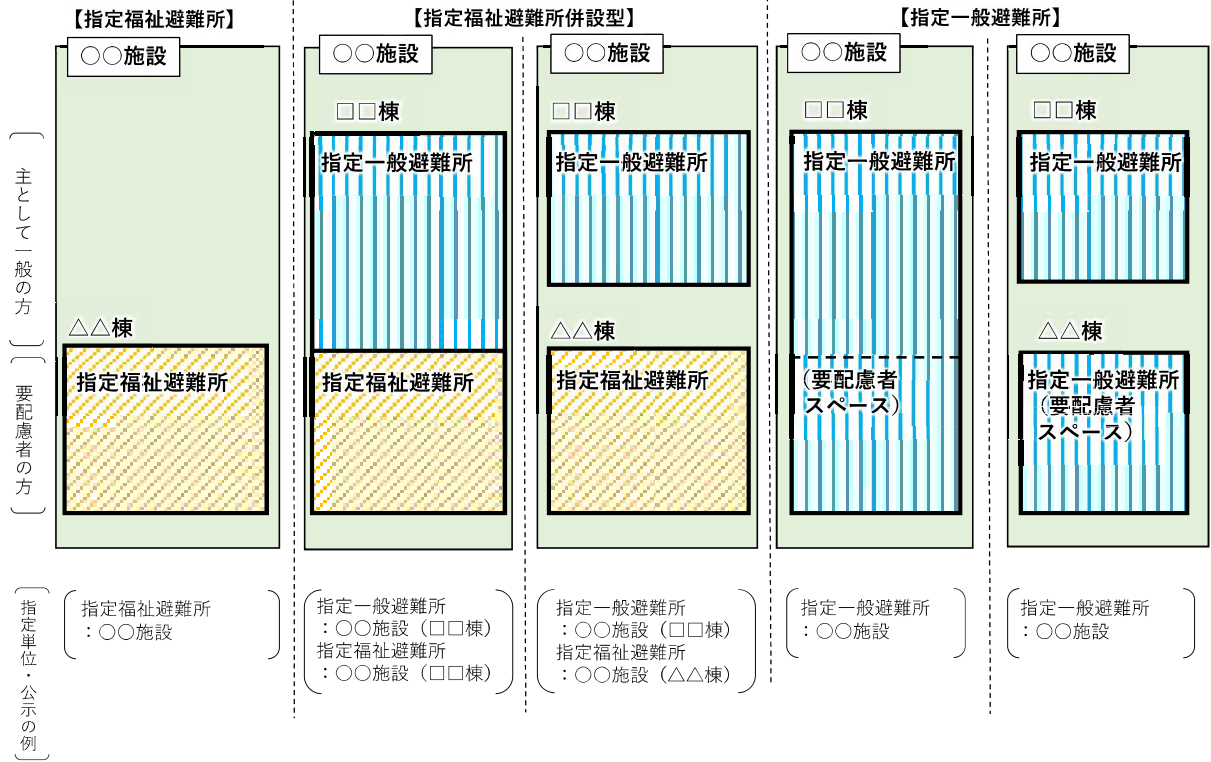 【指定福祉避難所】
【指定福祉避難所併設型】
【指定一般避難所】
主として一般の方
要配慮者の方
指定単位・公示の例
○○施設
△△棟
指定福祉避難所
指定福祉避難所
：○○施設
○○施設
□□棟
指定一般避難所
指定福祉避難所
指定一般避難所
：○○施設（□□棟）
指定福祉避難所
：○○施設（□□棟）
○○施設
□□棟
指定一般避難所
△△棟
指定福祉避難所
指定一般避難所
：○○施設（□□棟）
指定福祉避難所
：○○施設（△△棟）
○○施設
□□棟
指定一般避難所
（要配慮者
スペース）
指定一般避難所
：○○施設
○○施設
□□棟
指定一般避難所
△△棟
指定一般避難所
（要配慮者
スペース）
指定一般避難所
：○○施設